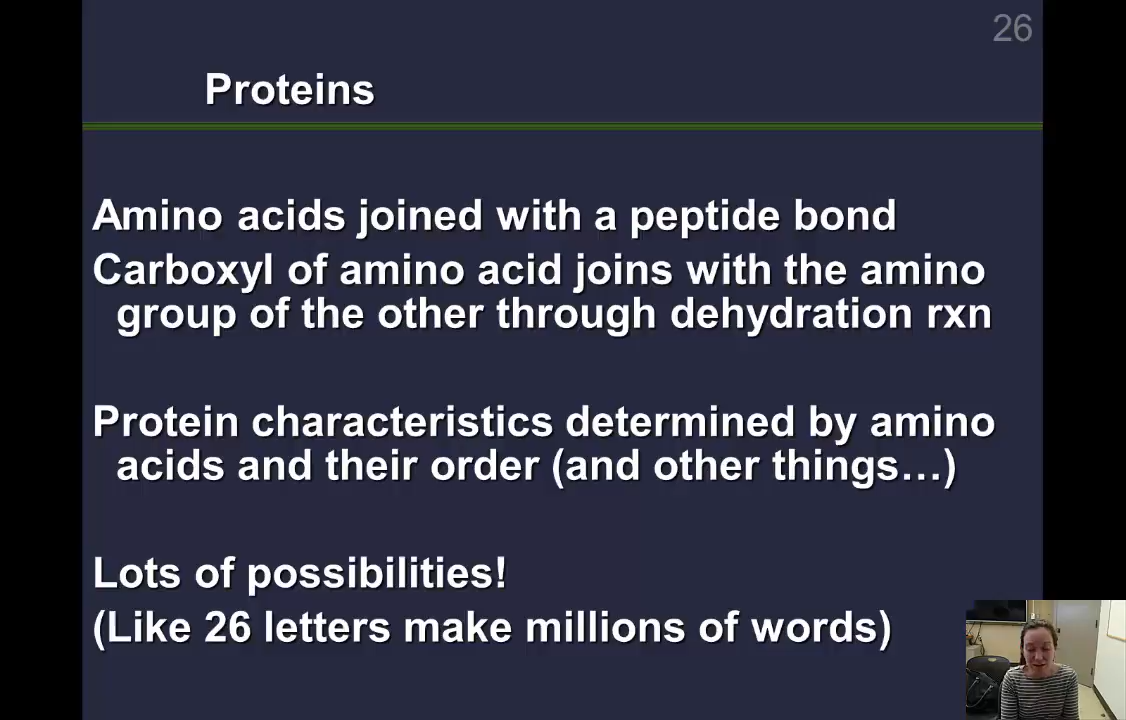 26
Proteins
Amino acids joined with a peptide bond
Carboxyl of amino acid joins with the amino
group of the other through dehydration rxn
Protein characteristics determined by amino
acids and their order (and other things…)
Lots of possibilities!
(Like 26 letters make millions of words)